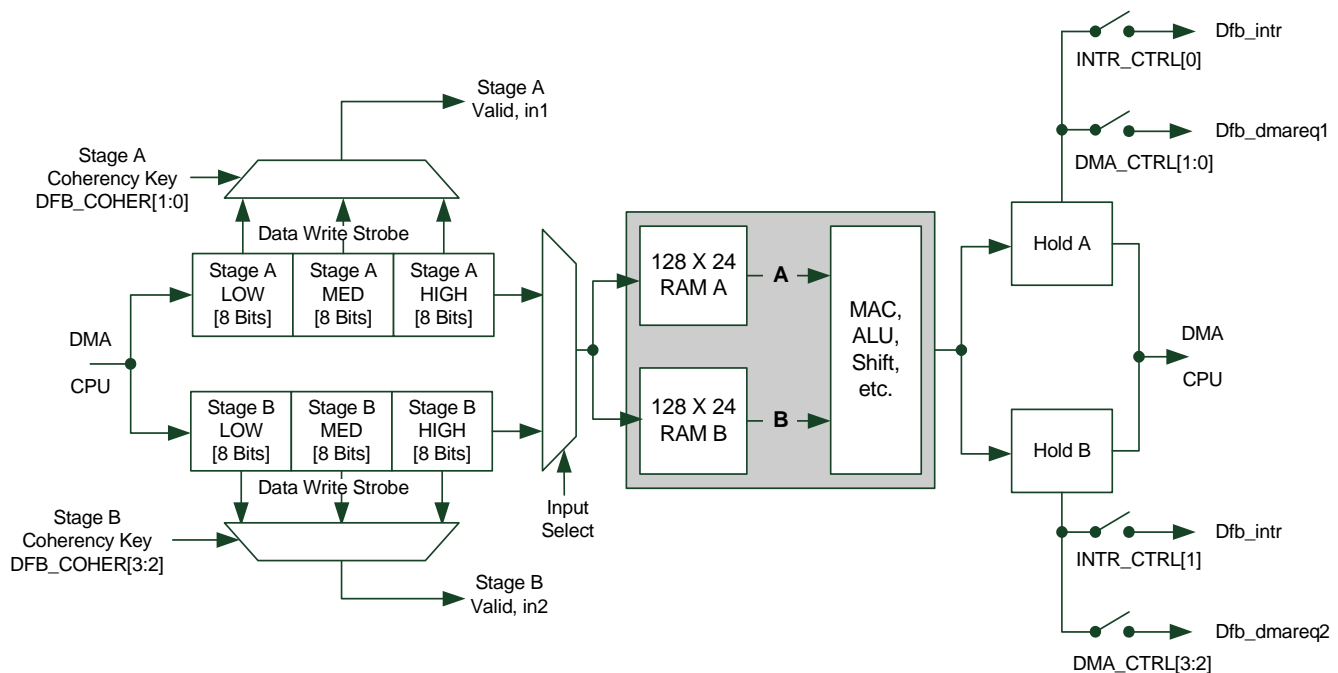 Dfb_intr
INTR_CTRL[0]
Stage A
Valid, in1
Dfb_dmareq1
DMA_CTRL[1:0]
Stage A
Coherency Key
DFB_COHER[1:0]
Data Write Strobe
Stage A
LOW
[8 Bits]
Stage A
MED
[8 Bits]
Stage A
HIGH
[8 Bits]
DMA
CPU
Stage B
LOW
[8 Bits]
Stage B
MED
[8 Bits]
Stage B
HIGH
[8 Bits]
Data Write Strobe
Stage B
Coherency Key
DFB_COHER[3:2]
Stage B
Valid, in2
Input
Select
128 X 24
RAM A
A
128 X 24
RAM B
B
MAC,
ALU,
Shift,
etc.
Hold A
Hold B
DMA
CPU
Dfb_intr
INTR_CTRL[1]
Dfb_dmareq2
DMA_CTRL[3:2]